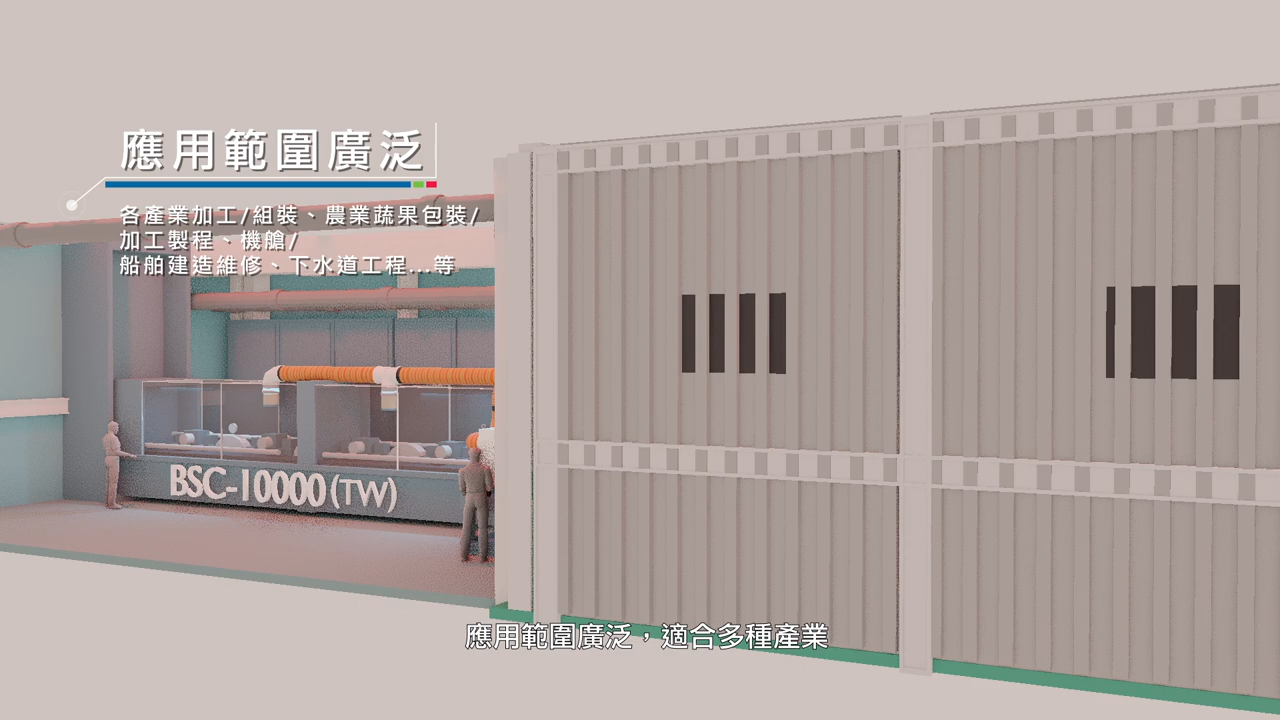 應用範圍廣泛
各產業加工/組裝、農業蔬果包裝/
加工製程、機艙/
船舶建造維修、下水道工程...等
BSC-10000(TW)
應用範圍廣泛，適合多種產業